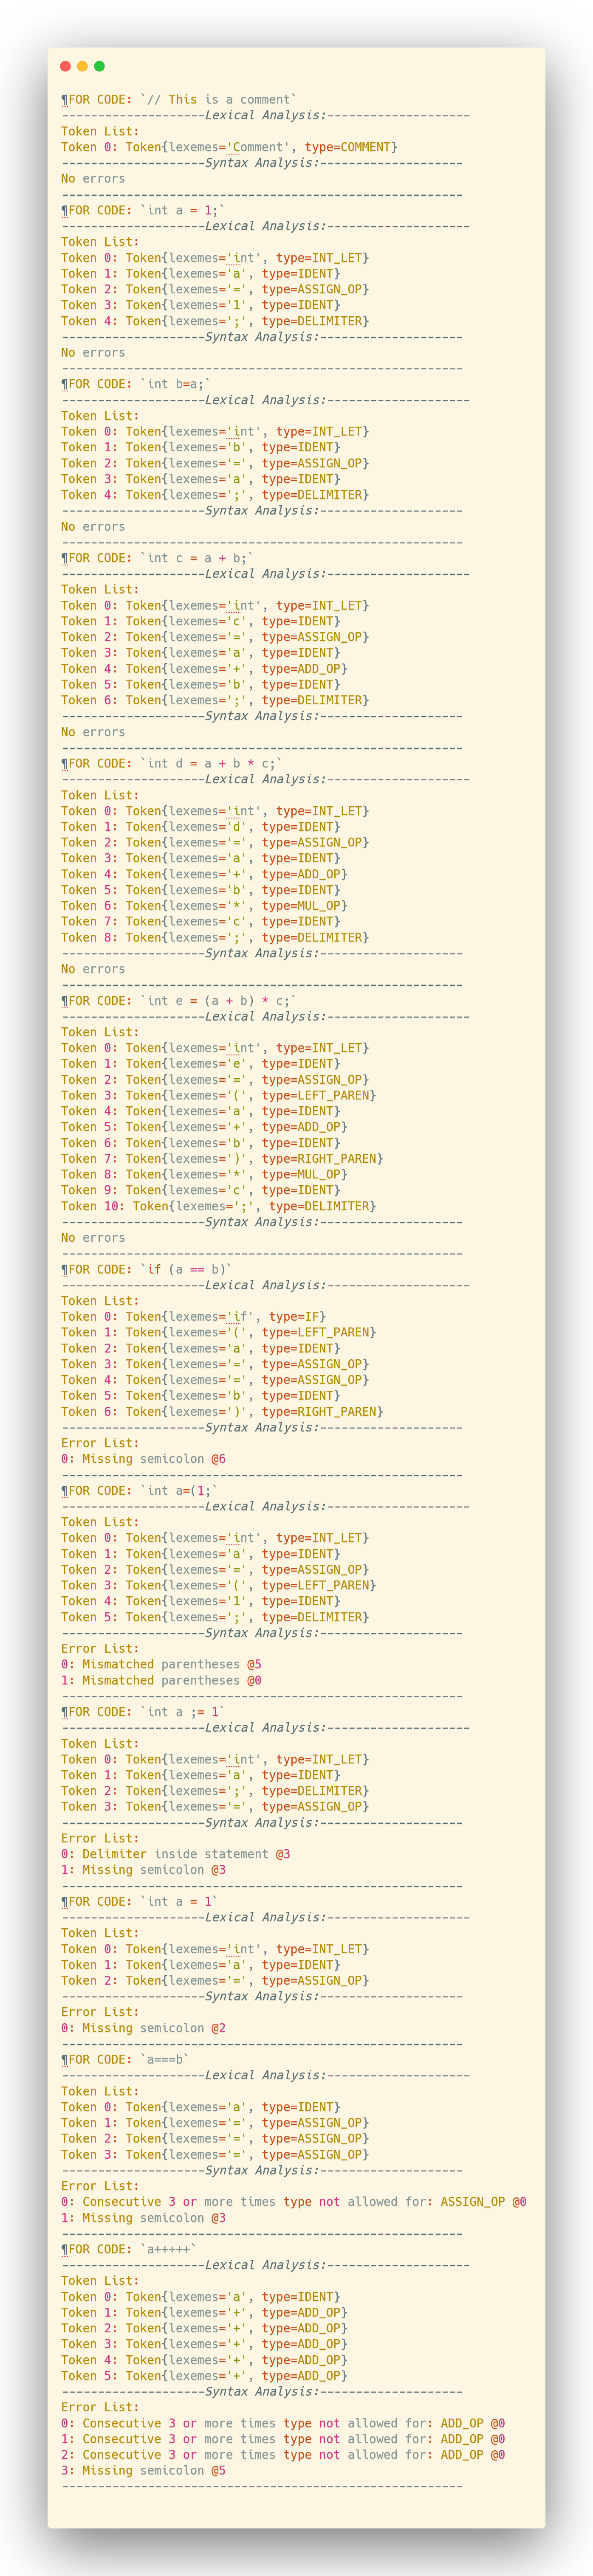 ¶FOR CODE: `// This is a comment`
--------------------Lexical Analysis:--------------------
Token List:
Token 0: Token{lexemes='Comment', type=COMMENT}
--------------------Syntax Analysis:--------------------
No errors
--------------------------------------------------------
¶FOR CODE: `int a = 1;`
--------------------Lexical Analysis:--------------------
Token List:
Token 0: Token{lexemes='int', type=INT_LET}
Token 1: Token{lexemes='a', type=IDENT}
Token 2: Token{lexemes='=', type=ASSIGN_OP}
Token 3: Token{lexemes='1', type=IDENT}
Token 4: Token{lexemes=';', type=DELIMITER}
--------------------Syntax Analysis:--------------------
No errors
--------------------------------------------------------
¶FOR CODE: `int b=a;`
--------------------Lexical Analysis:--------------------
Token List:
Token 0: Token{lexemes='int', type=INT_LET}
Token 1: Token{lexemes='b', type=IDENT}
Token 2: Token{lexemes='=', type=ASSIGN_OP}
Token 3: Token{lexemes='a', type=IDENT}
Token 4: Token{lexemes=';', type=DELIMITER}
--------------------Syntax Analysis:--------------------
No errors
--------------------------------------------------------
¶FOR CODE: `int c = a + b;`
--------------------Lexical Analysis:--------------------
Token List:
Token 0: Token{lexemes='int', type=INT_LET}
Token 1: Token{lexemes='c', type=IDENT}
Token 2: Token{lexemes='=', type=ASSIGN_OP}
Token 3: Token{lexemes='a', type=IDENT}
Token 4: Token{lexemes='+', type=ADD_OP}
Token 5: Token{lexemes='b', type=IDENT}
Token 6: Token{lexemes=';', type=DELIMITER}
--------------------Syntax Analysis:--------------------
No errors
--------------------------------------------------------
¶FOR CODE: `int d = a + b * c;`
--------------------Lexical Analysis:--------------------
Token List:
Token 0: Token{lexemes='int', type=INT_LET}
Token 1: Token{lexemes='d', type=IDENT}
Token 2: Token{lexemes='=', type=ASSIGN_OP}
Token 3: Token{lexemes='a', type=IDENT}
Token 4: Token{lexemes='+', type=ADD_OP}
Token 5: Token{lexemes='b', type=IDENT}
Token 6: Token{lexemes='*', type=MUL_OP}
Token 7: Token{lexemes='c', type=IDENT}
Token 8: Token{lexemes=';', type=DELIMITER}
--------------------Syntax Analysis:--------------------
No errors
--------------------------------------------------------
¶FOR CODE: `int e = (a + b) * c;`
--------------------Lexical Analysis:--------------------
Token List:
Token 0: Token{lexemes='int', type=INT_LET}
Token 1: Token{lexemes='e', type=IDENT}
Token 2: Token{lexemes='=', type=ASSIGN_OP}
Token 3: Token{lexemes='(', type=LEFT_PAREN}
Token 4: Token{lexemes='a', type=IDENT}
Token 5: Token{lexemes='+', type=ADD_OP}
Token 6: Token{lexemes='b', type=IDENT}
Token 7: Token{lexemes=')', type=RIGHT_PAREN}
Token 8: Token{lexemes='*', type=MUL_OP}
Token 9: Token{lexemes='c', type=IDENT}
Token 10: Token{lexemes=';', type=DELIMITER}
--------------------Syntax Analysis:--------------------
No errors
--------------------------------------------------------
¶FOR CODE: `if (a == b)`
--------------------Lexical Analysis:--------------------
Token List:
Token 0: Token{lexemes='if', type=IF}
Token 1: Token{lexemes='(', type=LEFT_PAREN}
Token 2: Token{lexemes='a', type=IDENT}
Token 3: Token{lexemes='=', type=ASSIGN_OP}
Token 4: Token{lexemes='=', type=ASSIGN_OP}
Token 5: Token{lexemes='b', type=IDENT}
Token 6: Token{lexemes=')', type=RIGHT_PAREN}
--------------------Syntax Analysis:--------------------
Error List:
0: Missing semicolon @6
--------------------------------------------------------
¶FOR CODE: `int a=(1;`
--------------------Lexical Analysis:--------------------
Token List:
Token 0: Token{lexemes='int', type=INT_LET}
Token 1: Token{lexemes='a', type=IDENT}
Token 2: Token{lexemes='=', type=ASSIGN_OP}
Token 3: Token{lexemes='(', type=LEFT_PAREN}
Token 4: Token{lexemes='1', type=IDENT}
Token 5: Token{lexemes=';', type=DELIMITER}
--------------------Syntax Analysis:--------------------
Error List:
0: Mismatched parentheses @5
1: Mismatched parentheses @0
--------------------------------------------------------
¶FOR CODE: `int a ;= 1`
--------------------Lexical Analysis:--------------------
Token List:
Token 0: Token{lexemes='int', type=INT_LET}
Token 1: Token{lexemes='a', type=IDENT}
Token 2: Token{lexemes=';', type=DELIMITER}
Token 3: Token{lexemes='=', type=ASSIGN_OP}
--------------------Syntax Analysis:--------------------
Error List:
0: Delimiter inside statement @3
1: Missing semicolon @3
--------------------------------------------------------
¶FOR CODE: `int a = 1`
--------------------Lexical Analysis:--------------------
Token List:
Token 0: Token{lexemes='int', type=INT_LET}
Token 1: Token{lexemes='a', type=IDENT}
Token 2: Token{lexemes='=', type=ASSIGN_OP}
--------------------Syntax Analysis:--------------------
Error List:
0: Missing semicolon @2
--------------------------------------------------------
¶FOR CODE: `a===b`
--------------------Lexical Analysis:--------------------
Token List:
Token 0: Token{lexemes='a', type=IDENT}
Token 1: Token{lexemes='=', type=ASSIGN_OP}
Token 2: Token{lexemes='=', type=ASSIGN_OP}
Token 3: Token{lexemes='=', type=ASSIGN_OP}
--------------------Syntax Analysis:--------------------
Error List:
0: Consecutive 3 or more times type not allowed for: ASSIGN_OP @0
1: Missing semicolon @3
--------------------------------------------------------
¶FOR CODE: `a+++++`
--------------------Lexical Analysis:--------------------
Token List:
Token 0: Token{lexemes='a', type=IDENT}
Token 1: Token{lexemes='+', type=ADD_OP}
Token 2: Token{lexemes='+', type=ADD_OP}
Token 3: Token{lexemes='+', type=ADD_OP}
Token 4: Token{lexemes='+', type=ADD_OP}
Token 5: Token{lexemes='+', type=ADD_OP}
--------------------Syntax Analysis:--------------------
Error List:
0: Consecutive 3 or more times type not allowed for: ADD_OP @0
1: Consecutive 3 or more times type not allowed for: ADD_OP @0
2: Consecutive 3 or more times type not allowed for: ADD_OP @0
3: Missing semicolon @5
--------------------------------------------------------